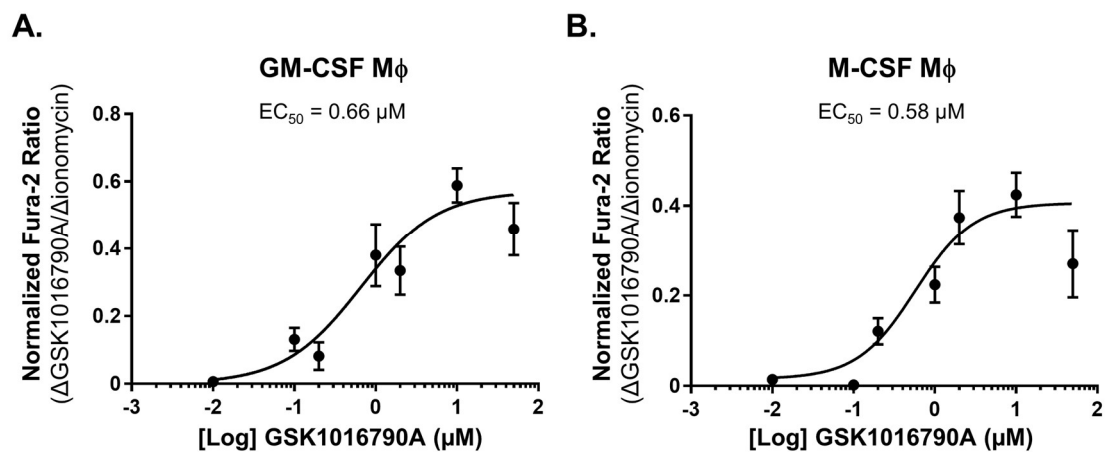 A.
GM-CSF Mϕ
EC50 = 0.66 µM
Normalized Fura-2 Ratio
(ΔGSK1016790A/Δionomycin)
0.8
0.6
0.4
0.2
0
-3 -2 -1 0 1 2
[Log] GSK1016790A (µM)
B.
M-CSF Mϕ
EC50 = 0.58 µM
Normalized Fura-2 Ratio
(ΔGSK1016790A/Δionomycin)
0.6
0.4
0.2
0
-3 -2 -1 0 1 2
[Log] GSK1016790A (µM)